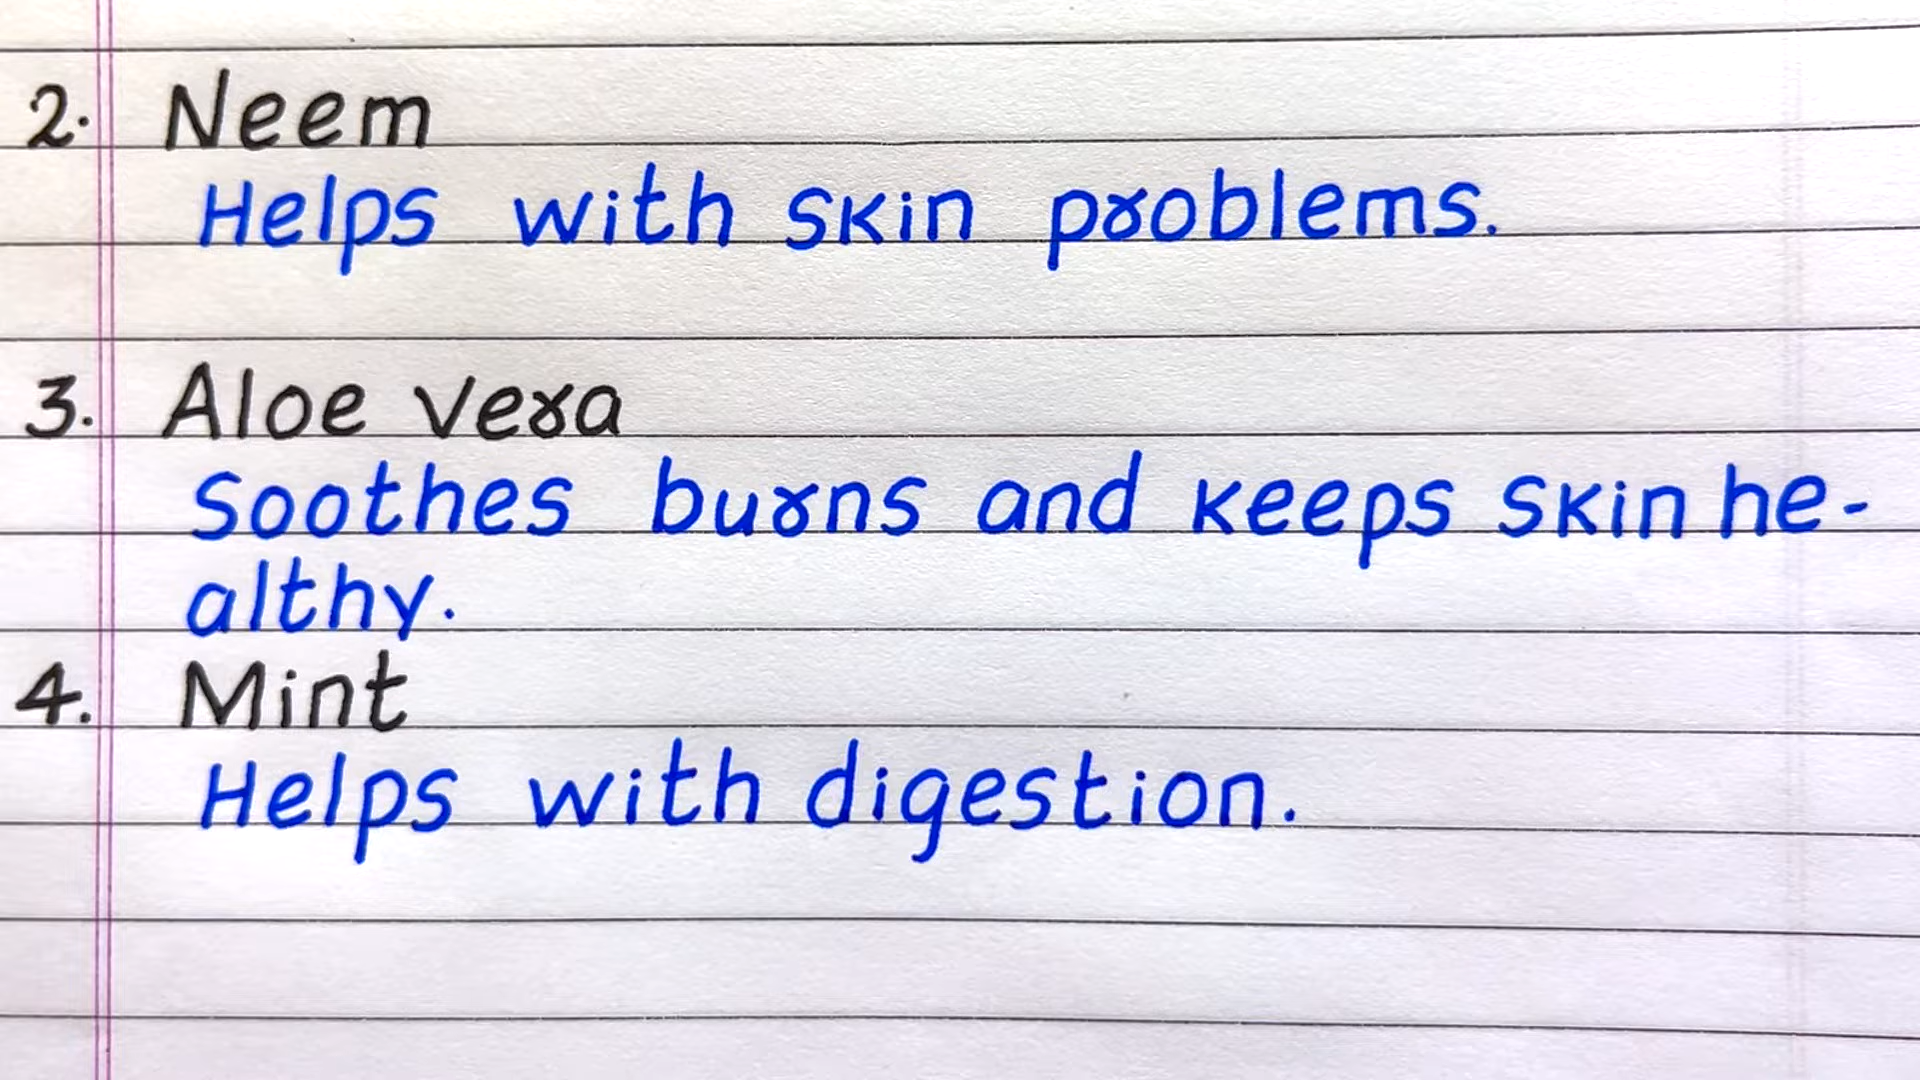 2. Neem
Helps with skin problems.
3. Aloe vera
Soothes burns and keeps skin he-
althy.
4. Mint
Helps with digestion.